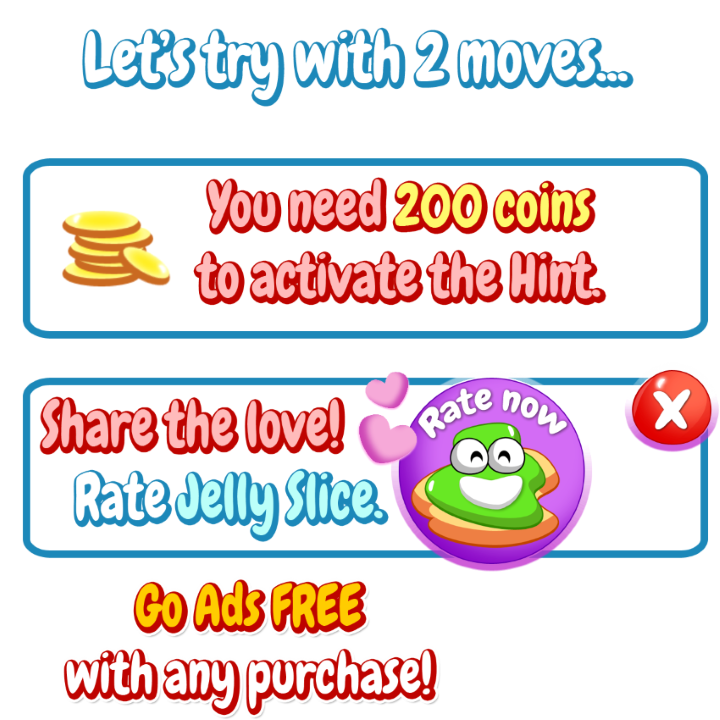 Let's try with 2 moves...
You need 200 coins
to activate the Hint.
Share the love!
Rate Jelly Slice.
Rate now
X
Go Ads FREE
with any purchase!